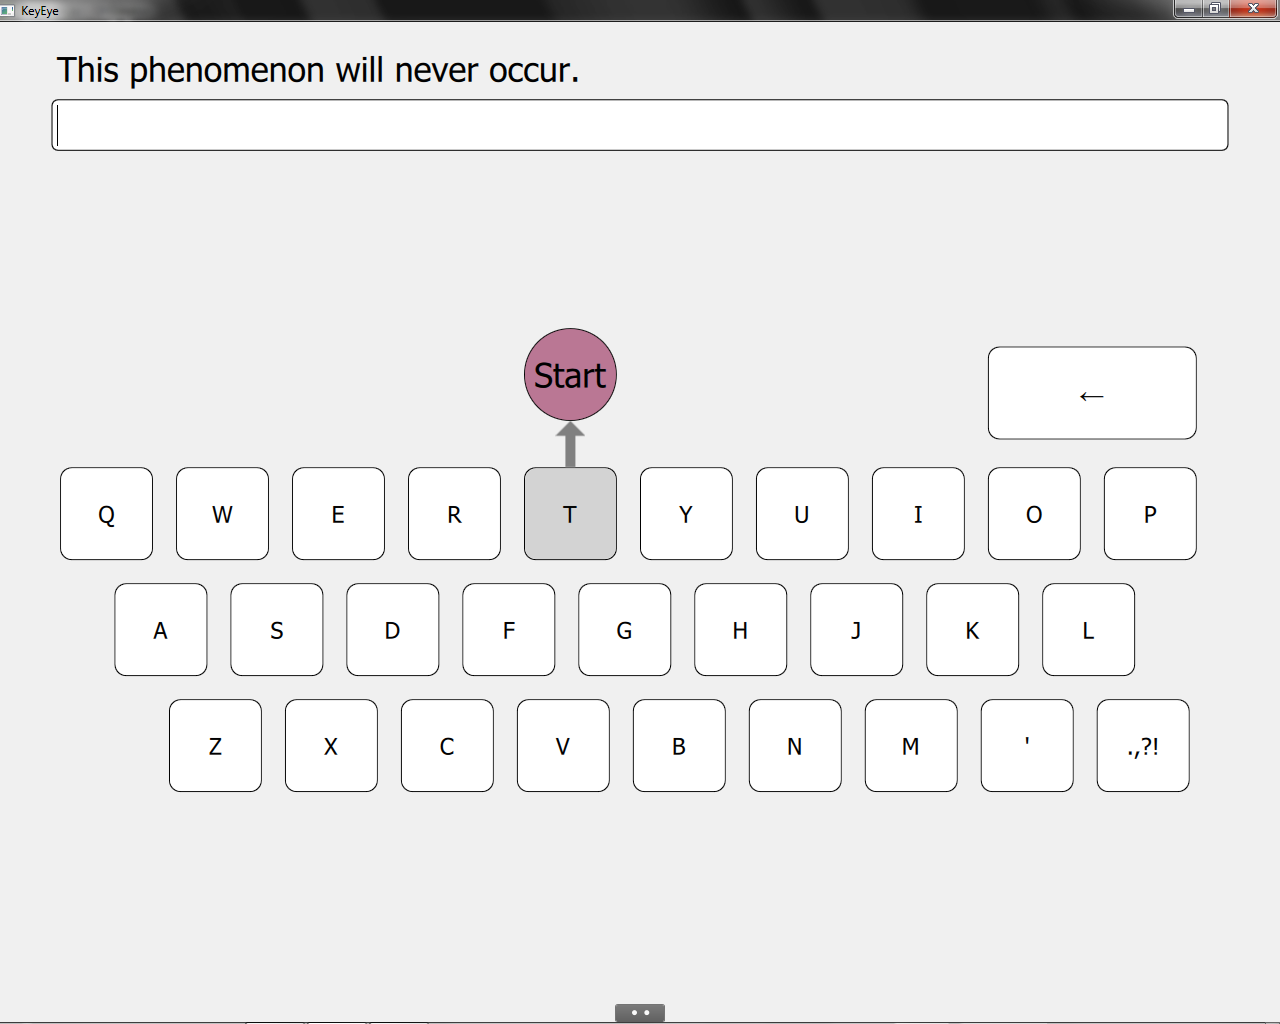 KeyEye
This phenomenon will never occur.
Start
←
Q W E R T Y U I O P
A S D F G H J K L
Z X C V B N M ' .,?!